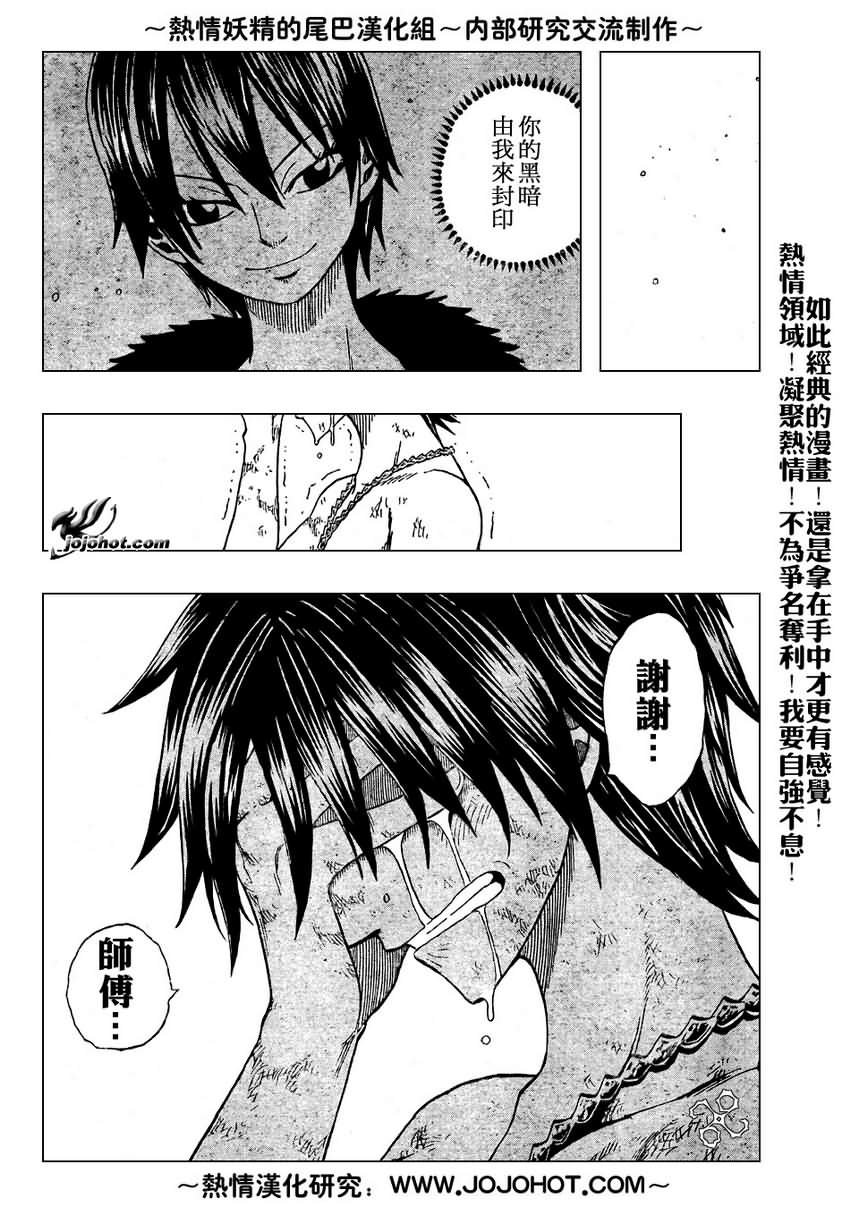 ～熱情妖精的尾巴漢化組～内部研究交流制作～
你的黑暗
由我來封印
如此經典的漫畫！還是拿在手中才更有感覺！
熱情領域！凝聚熱情！不為爭名奪利！我要自強不息！
jojohot.com
謝謝…
師傅…
～熱情漢化研究：WWW.JOJOHOT.COM～